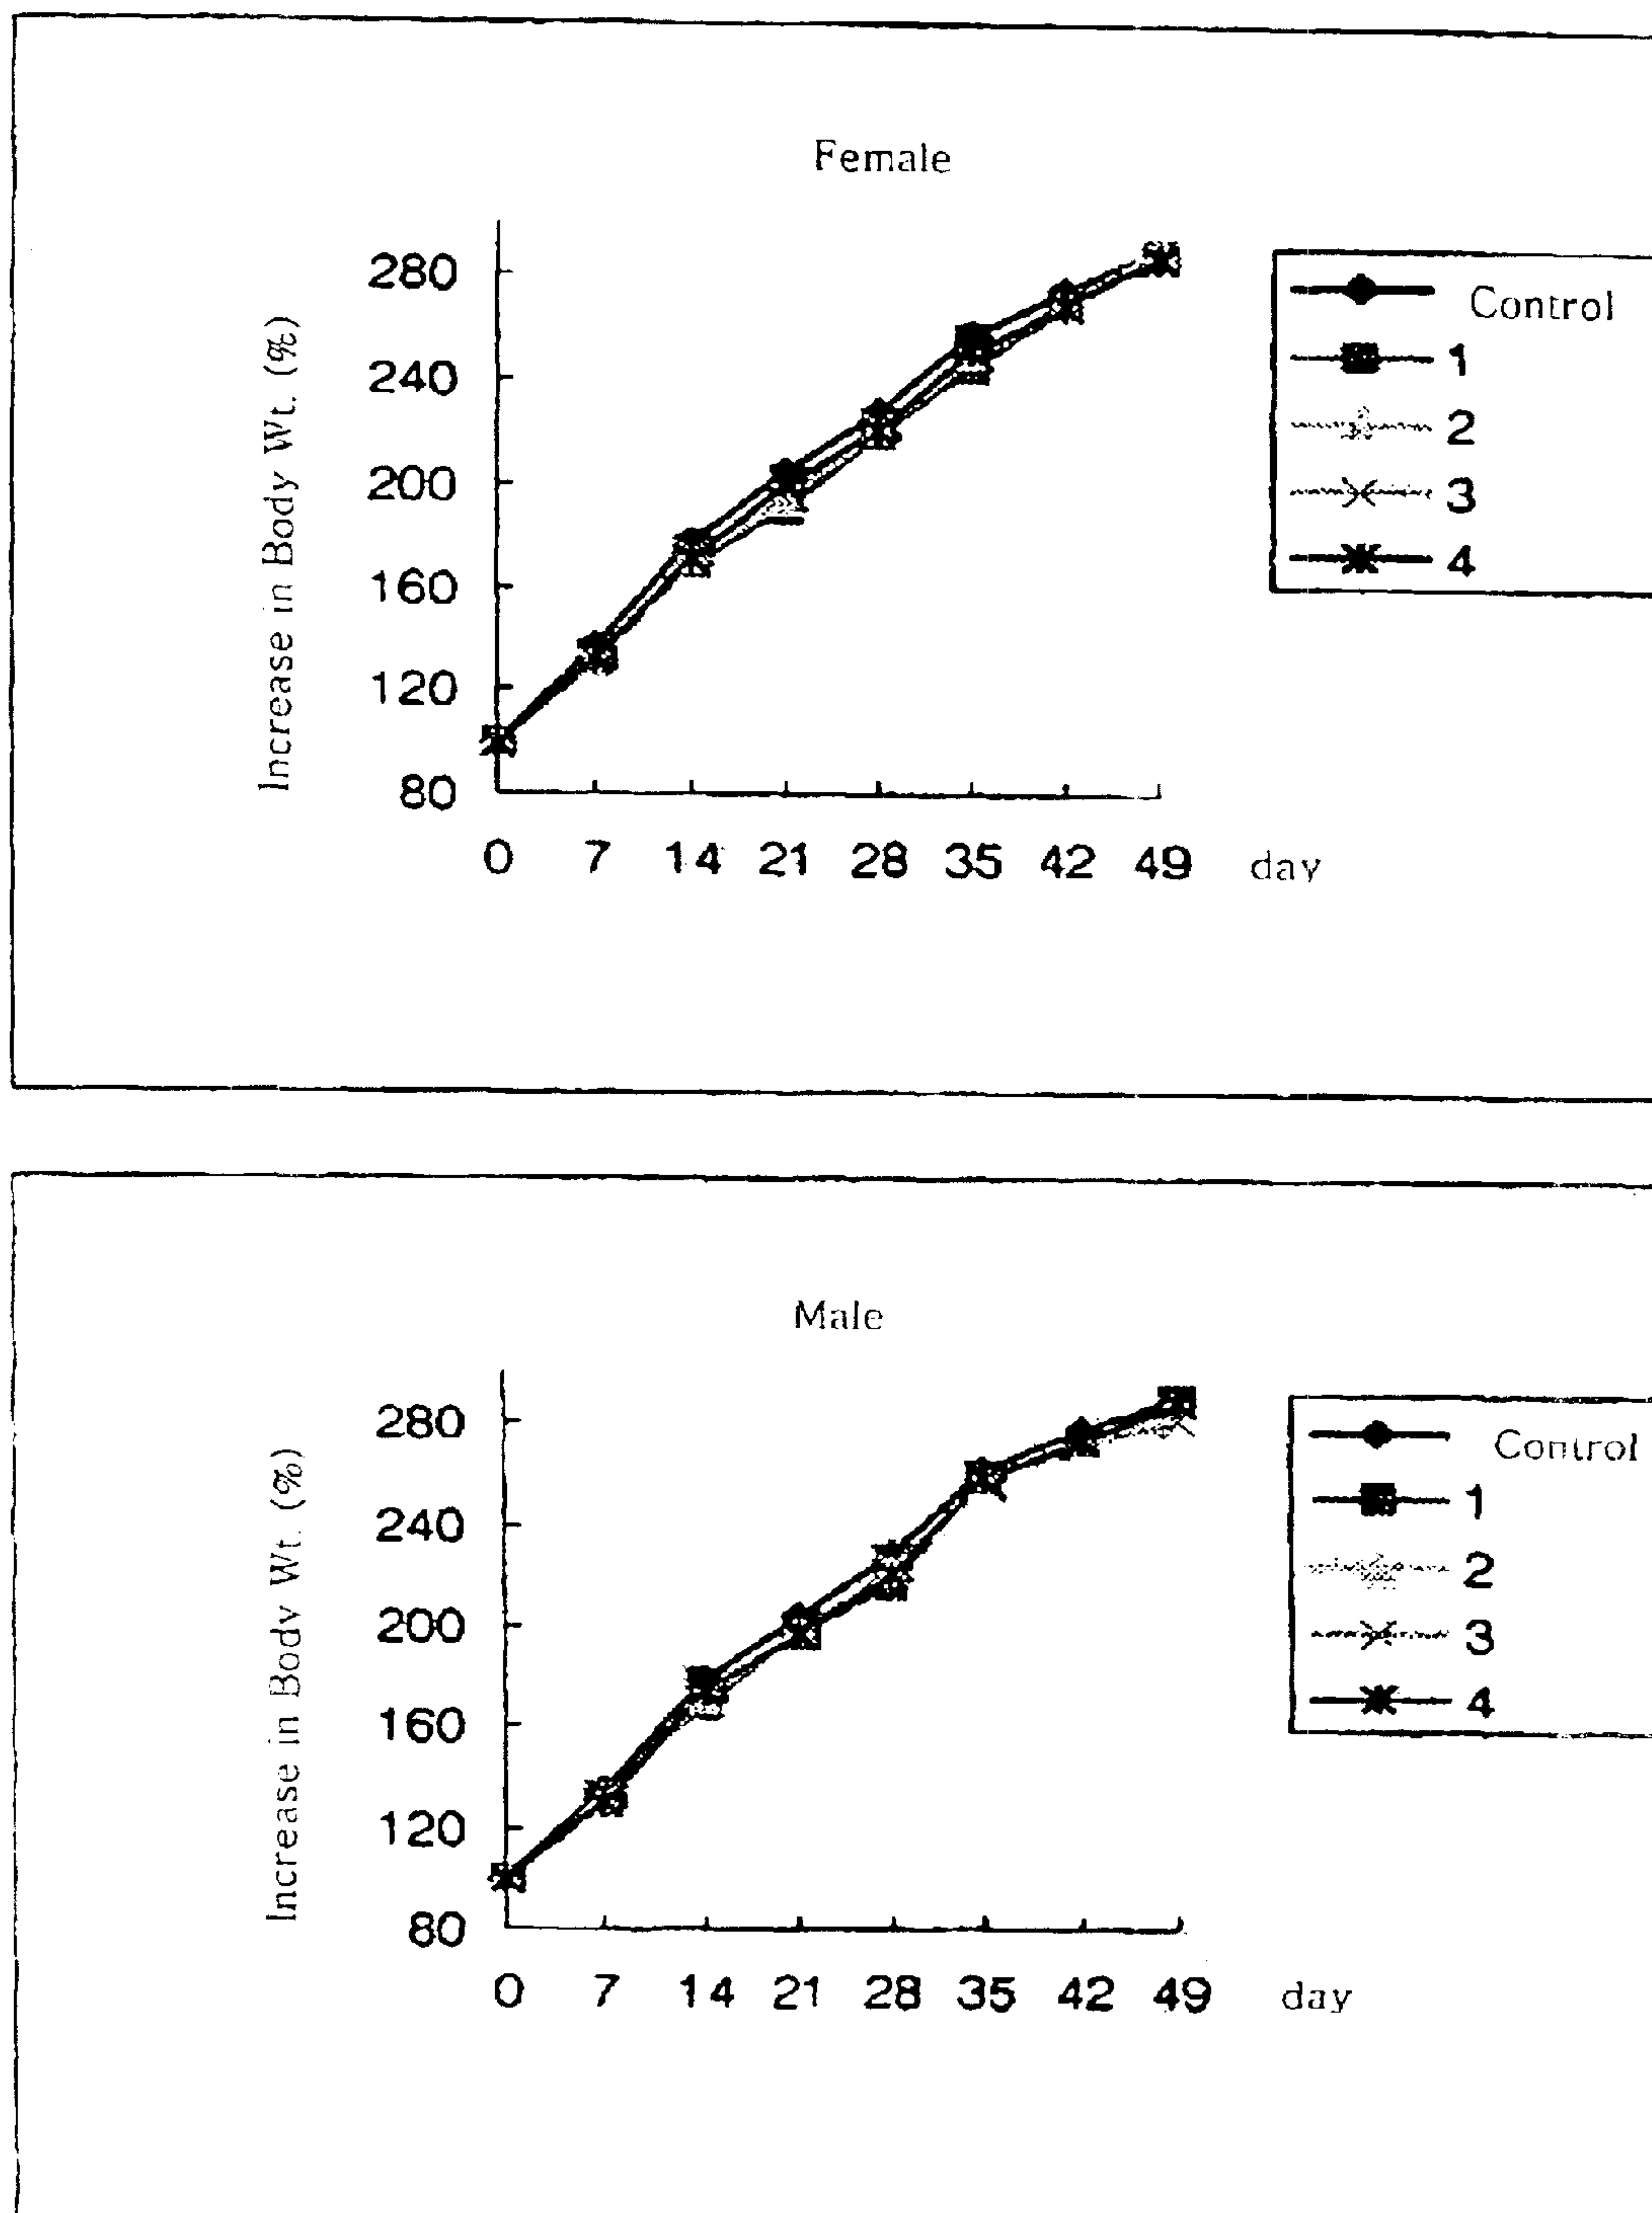 Female
Increase in Body Wt. (%)
280
240
200
160
120
80
0 7 14 21 28 35 42 49 day
Control
1
2
3
4
Male
Increase in Body Wt. (%)
280
240
200
160
120
80
0 7 14 21 28 35 42 49 day
Control
1
2
3
4